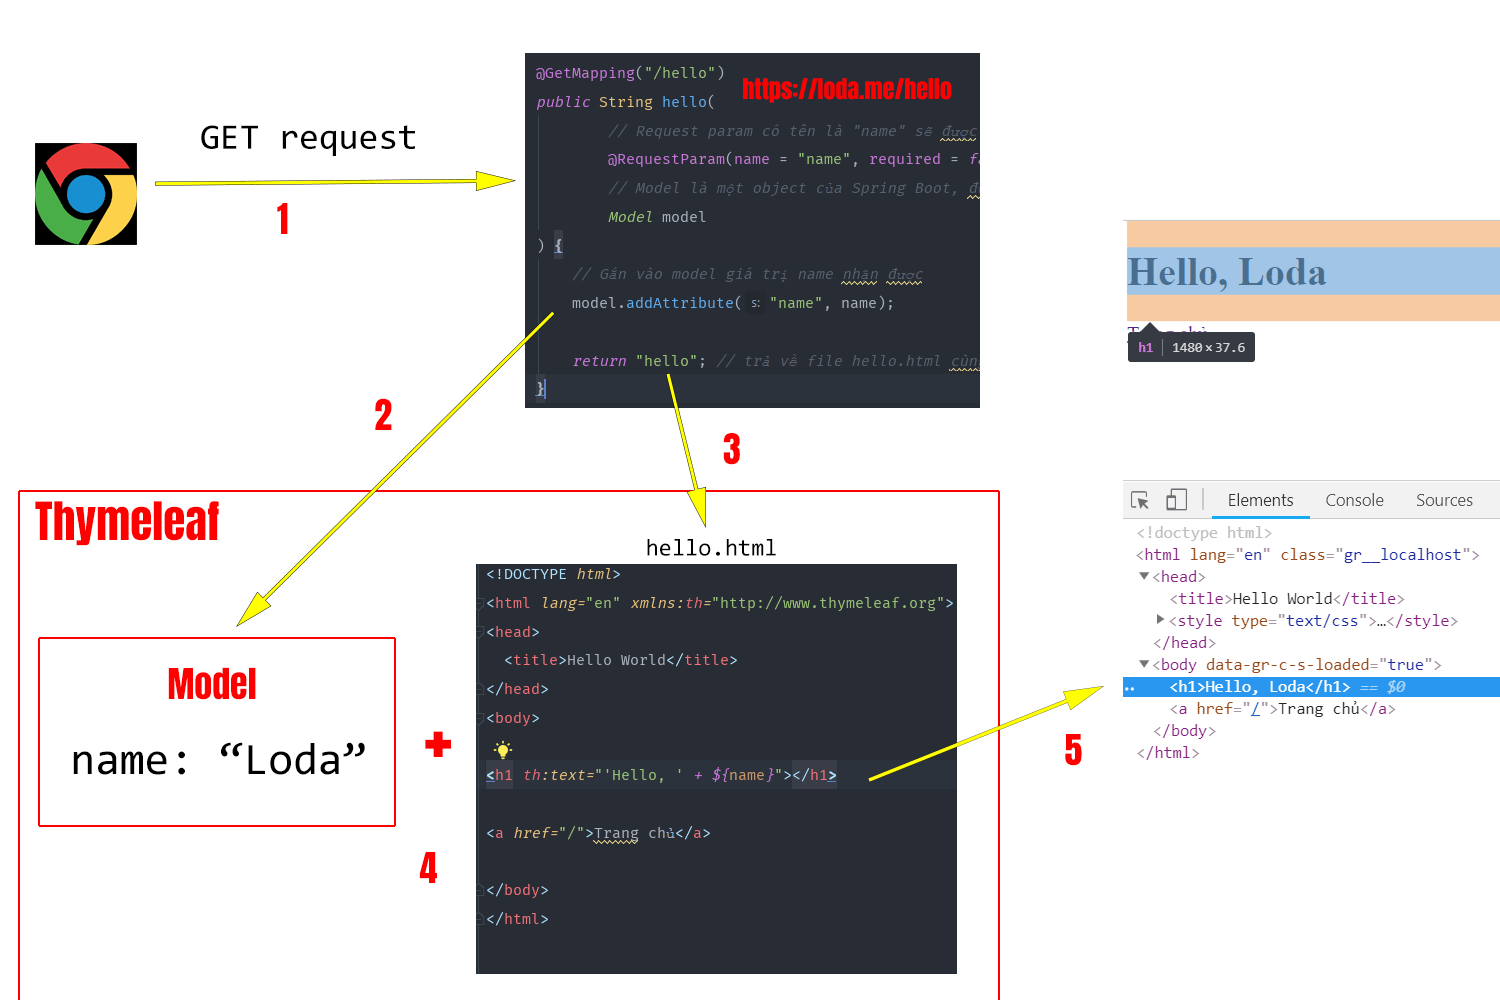 GET request
1
@GetMapping("/hello")
https://loda.me/hello
public String hello(
// Request param có tên là "name" sẽ được
@RequestParam(name = "name", required = fa
// Model là một object của Spring Boot, đu
Model model
) {
// Gắn vào model giá trị name nhận được
model.addAttribute( s: "name", name);
return "hello"; // trả về file hello.html cùng
}
2
3
Thymeleaf
Model
name: “Loda”
+
4
hello.html
<!DOCTYPE html>
<html lang="en" xmlns:th="http://www.thymeleaf.org">
<head>
<title>Hello World</title>
</head>
<body>
<h1 th:text="'Hello, ' + ${name}"></h1>
<a href="/">Trang chủ</a>
</body>
</html>
5
Hello, Loda
h1 1480 × 37.6
Elements Console Sources
<!doctype html>
<html lang="en" class="gr__localhost">
<head>
<title>Hello World</title>
<style type="text/css">…</style>
</head>
<body data-gr-c-s-loaded="true">
<h1>Hello, Loda</h1> == $0
<a href="/">Trang chủ</a>
</body>
</html>